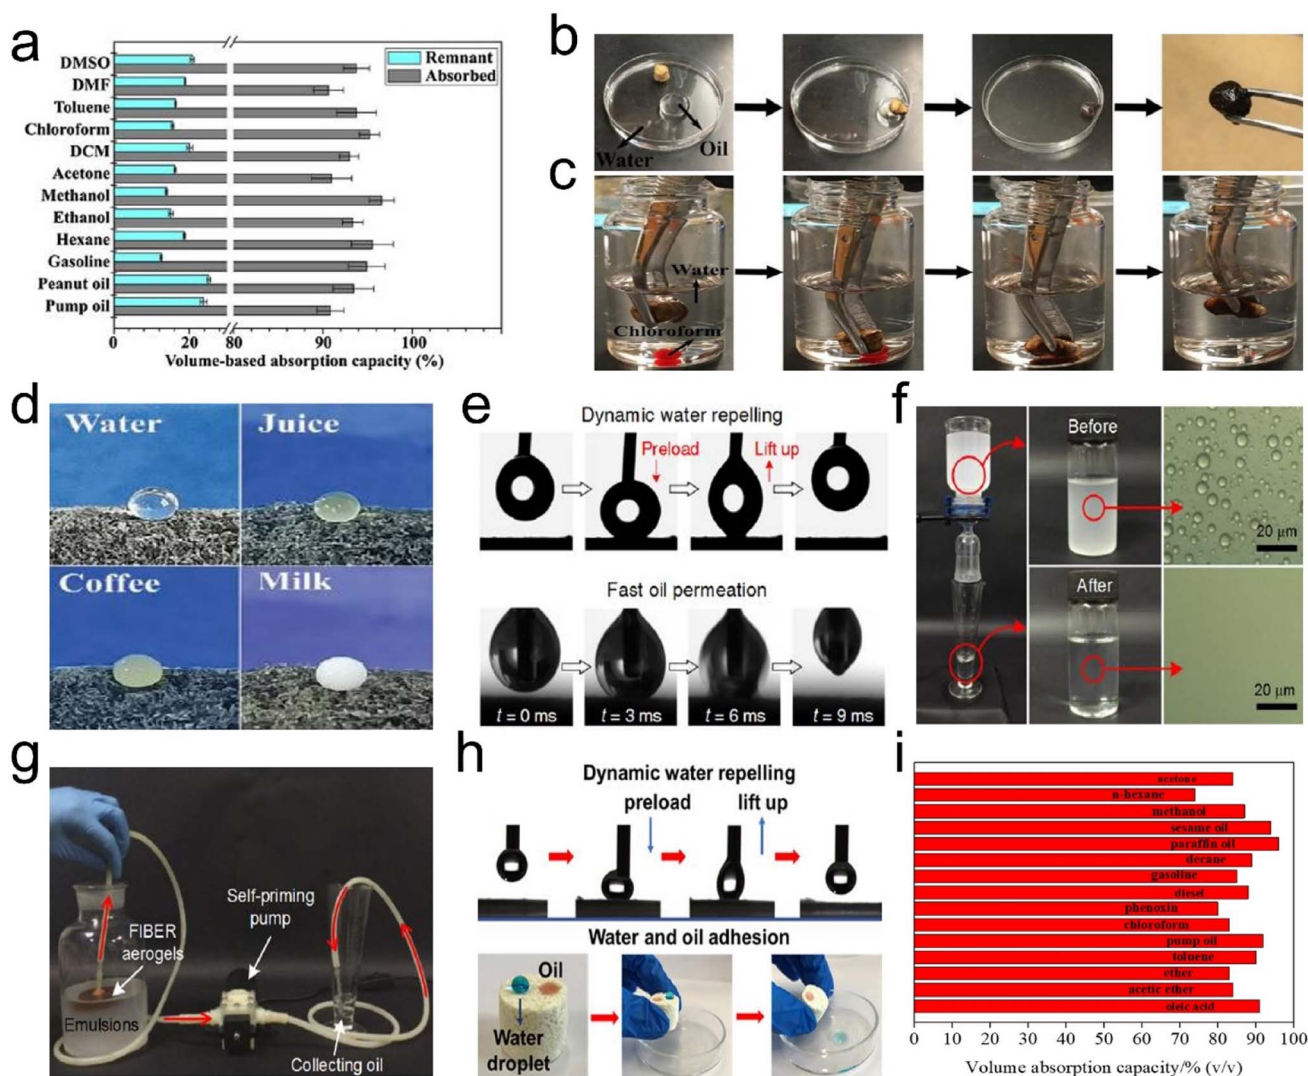 a
Remnant
Absorbed
DMSO
DMF
Toluene
Chloroform
DCM
Acetone
Methanol
Ethanol
Hexane
Gasoline
Peanut oil
Pump oil
0 20 80 100
Volume-based absorption capacity (%)
b
Water
Oil
c
Water
Chloroform
d
Water
Juice
Coffee
Milk
e
Dynamic water repelling
Preload
Lift up
Fast oil permeation
t = 0 ms
t = 3 ms
t = 6 ms
t = 9 ms
f
Before
20 μm
After
20 μm
g
FIBER
aerogels
Self-priming
pump
Emulsions
Collecting oil
h
Dynamic water repelling
preload
lift up
Water and oil adhesion
Oil
Water
droplet
i
acetone
n-hexane
methanol
sesame oil
paraffin oil
decane
gasoline
diesel
phenoxin
chloroform
pump oil
toluene
ether
acetic ether
oleic acid
0 10 20 30 40 50 60 70 80 90 100
Volume absorption capacity/% (v/v)